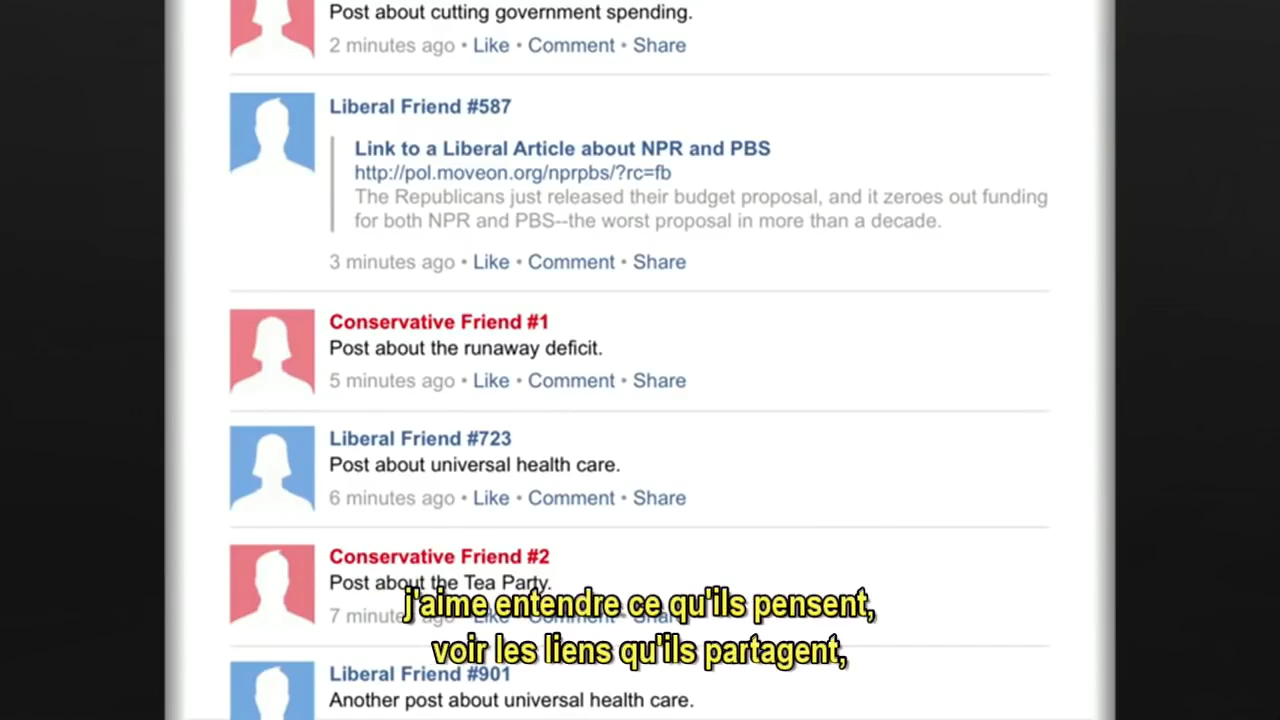 Post about cutting government spending.
2 minutes ago • Like • Comment • Share
Liberal Friend #587
Link to a Liberal Article about NPR and PBS
http://pol.moveon.org/nprpbs/?rc=fb
The Republicans just released their budget proposal, and it zeroes out funding
for both NPR and PBS--the worst proposal in more than a decade.
3 minutes ago • Like • Comment • Share
Conservative Friend #1
Post about the runaway deficit.
5 minutes ago • Like • Comment • Share
Liberal Friend #723
Post about universal health care.
6 minutes ago • Like • Comment • Share
Conservative Friend #2
Post about the Tea Party.
7 minutes ago • Like • Comment • Share
j'aime entendre ce qu'ils pensent,
voir les liens qu'ils partagent,
Liberal Friend #901
Another post about universal health care.